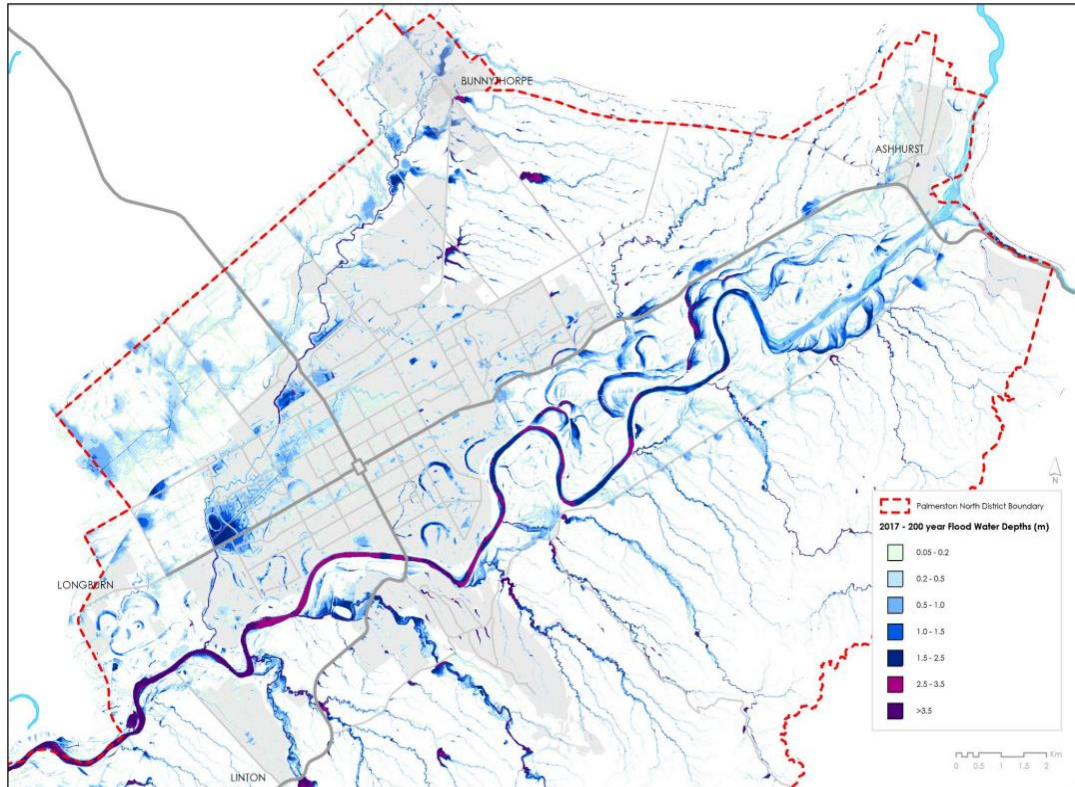 BUNNYTHORPE
ASHHURST
LONGBURN
LINTON
N
Palmerston North District Boundary
2017 - 200 year Flood Water Depths (m)
0.05 - 0.2
0.2 - 0.5
0.5 - 1.0
1.0 - 1.5
1.5 - 2.5
2.5 - 3.5
>3.5
Km
0 0.5 1 1.5 2